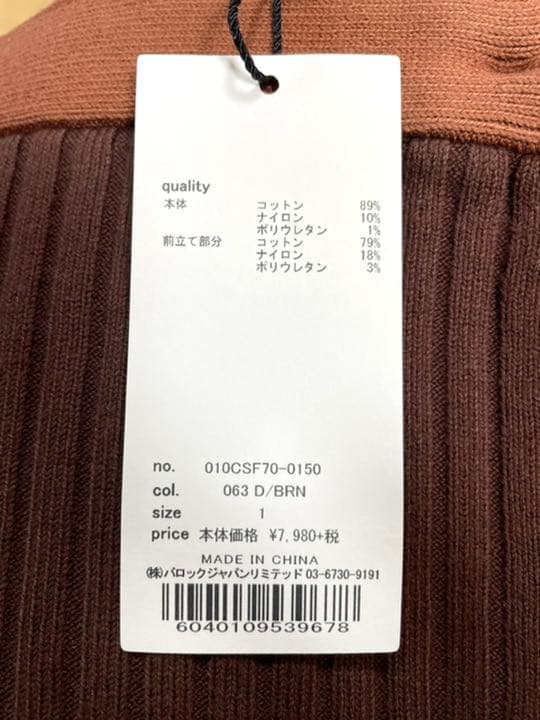 quality
本体 コットン 89%
ナイロン 10%
ポリウレタン 1%
前立て部分 コットン 79%
ナイロン 18%
ポリウレタン 3%
no. 010CSF70-0150
col. 063 D/BRN
size 1
price 本体価格 ¥7,980+税
MADE IN CHINA
㈱バロックジャパンリミテッド 03-6730-9191
6040109539678